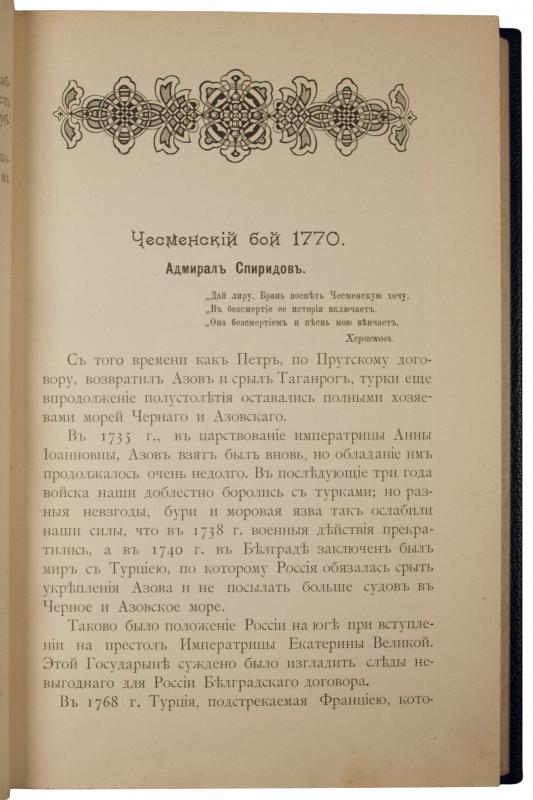 Чесменскій бой 1770.
Адмиралъ Спиридовъ.
„Дай лиру. Брань воспѣть Чесменскую хочу,
„Въ безсмертіе ее исторія включаетъ.
„Она безсмертіемъ и пѣснь мою вѣнчаетъ.
Херасковъ.
Съ того времени какъ Петръ, по Прутскому дого-
вору, возвратилъ Азовъ и срылъ Таганрогъ, турки еще
впродолженіе полустолѣтія оставались полными хозяе-
вами морей Чернаго и Азовскаго.
Въ 1735 г., въ царствованіе императрицы Анны
Іоанновны, Азовъ взятъ былъ вновь, но обладаніе имъ
продолжалось очень недолго. Въ послѣдующіе три года
войска наши доблестно боролись съ турками; но раз-
ныя невзгоды, бури и моровая язва такъ ослабили
наши силы, что въ 1738 г. военныя дѣйствія прекра-
тились, а въ 1740 г. въ Бѣлградѣ заключенъ былъ
миръ съ Турціею, по которому Россія обязалась срыть
укрѣпленія Азова и не посылать больше судовъ въ
Черное и Азовское море.
Таково было положеніе Россіи на югѣ при вступле-
ніи на престолъ Императрицы Екатерины Великой.
Этой Государынѣ суждено было изгладить слѣды не-
выгоднаго для Россіи Бѣлградскаго договора.
Въ 1768 г. Турція, подстрекаемая Франціею, кото-